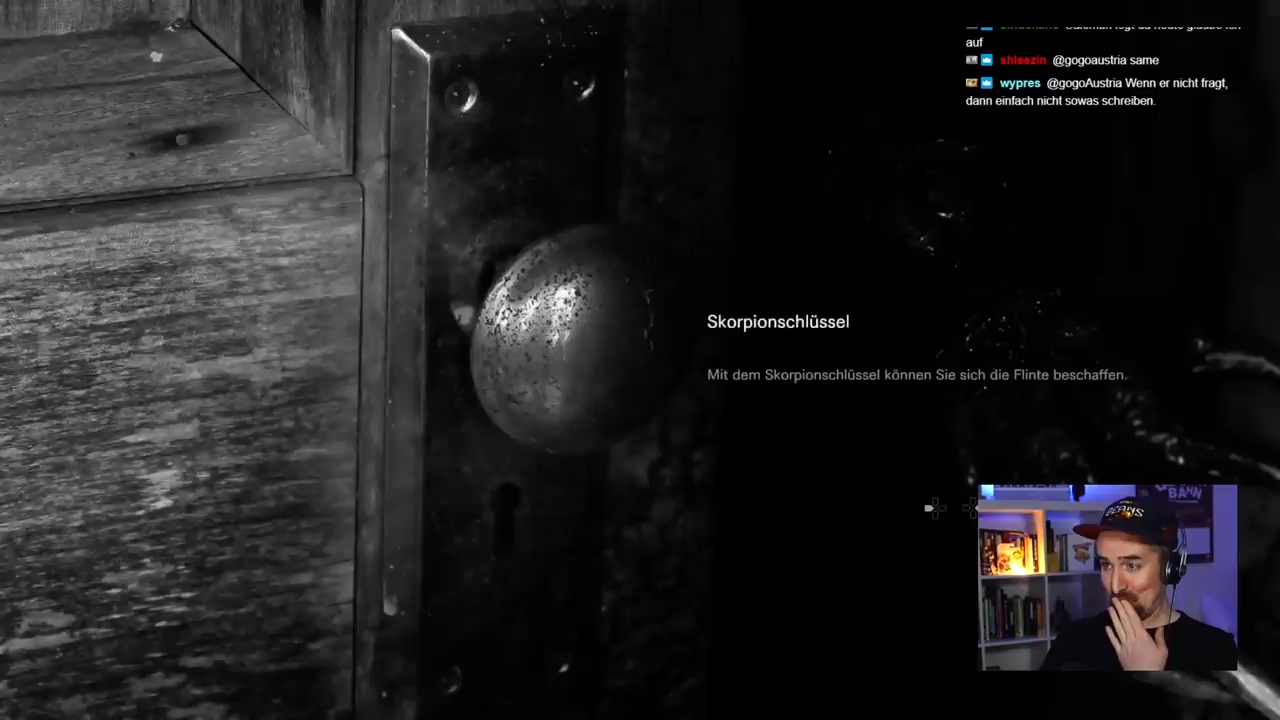 auf
shleezin @gogoaustria same
wypres @gogoAustria Wenn er nicht fragt,
dann einfach nicht sowas schreiben.
Skorpionschlüssel
Mit dem Skorpionschlüssel können Sie sich die Flinte beschaffen.
BÄHN